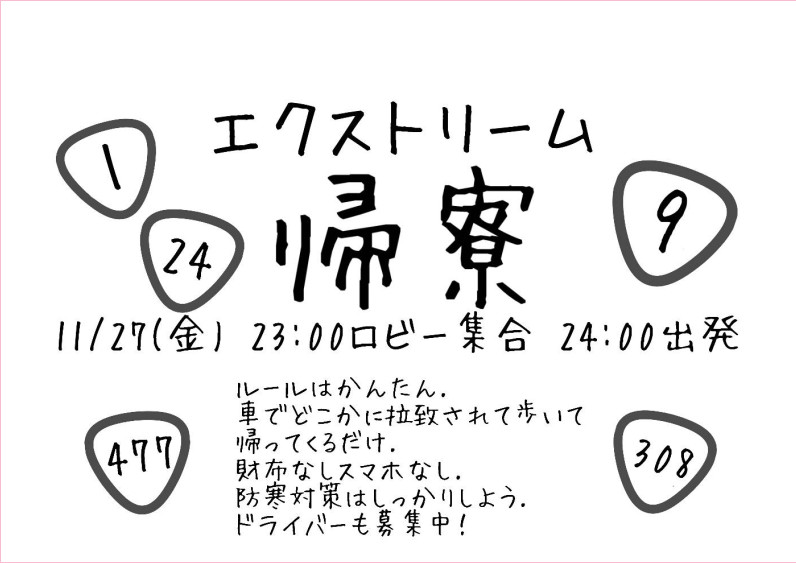 エクストリーム
帰寮
1
24
9
11/27(金) 23:00ロビー集合 24:00出発
ルールはかんたん.
車でどこかに拉致されて歩いて
帰ってくるだけ.
財布なしスマホなし.
防寒対策はしっかりしよう.
ドライバーも募集中!
477
308